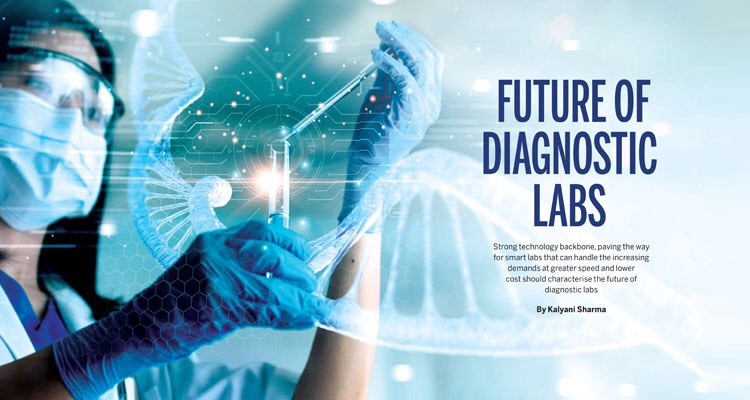 FUTURE OF
DIAGNOSTIC
LABS
Strong technology backbone, paving the way
for smart labs that can handle the increasing
demands at greater speed and lower
cost should characterise the future of
diagnostic labs
By Kalyani Sharma